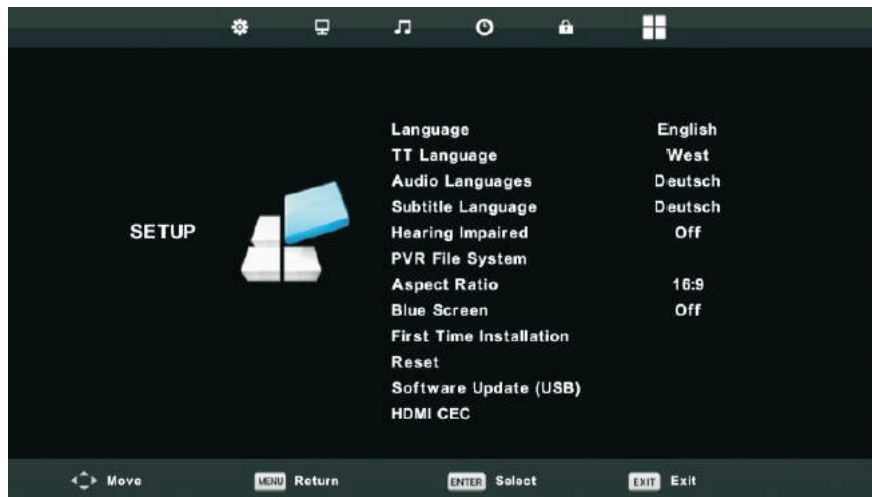 Language English
TT Language West
Audio Languages Deutsch
Subtitle Language Deutsch
SETUP
Hearing Impaired Off
PVR File System
Aspect Ratio 16:9
Blue Screen Off
First Time Installation
Reset
Software Update (USB)
HDMI CEC
Move MENU Return ENTER Select EXIT Exit